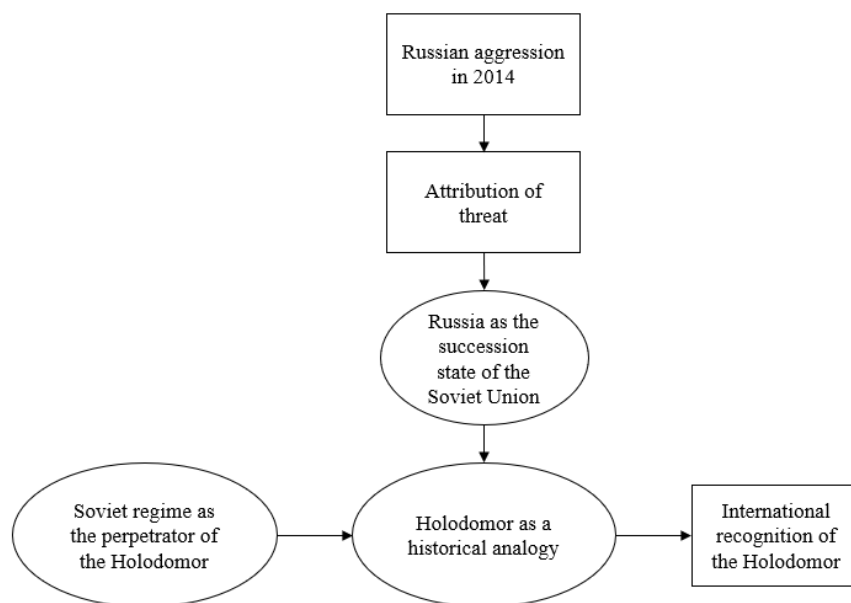 Russian aggression
in 2014
Attribution of
threat
Russia as the
succession
state of the
Soviet Union
Soviet regime as
the perpetrator of
the Holodomor
Holodomor as a
historical analogy
International
recognition of
the Holodomor